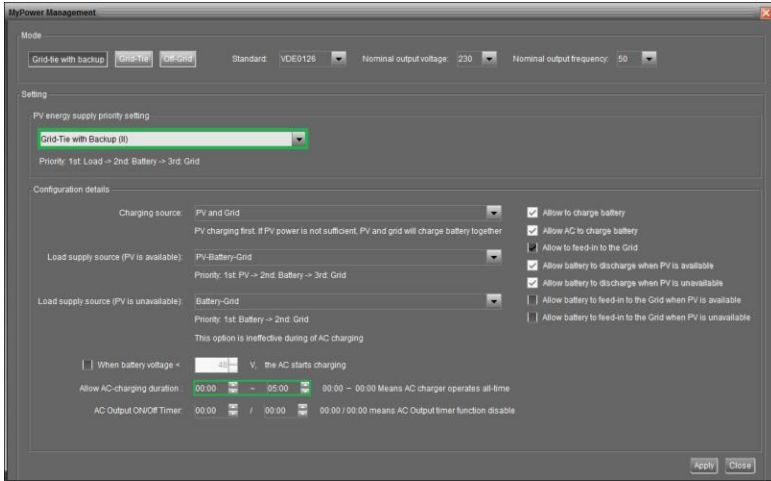 MyPower Management
Mode
Grid-tie with backup Grid-Tie Off-Grid Standard: VDE0126 Nominal output voltage: 230 Nominal output frequency: 50
Setting
PV energy supply priority setting
Grid-Tie with Backup (II)
Priority: 1st: Load -> 2nd: Battery -> 3rd: Grid
Configuration details
Charging source: PV and Grid Allow to charge battery
PV charging first. If PV power is not sufficient, PV and grid will charge battery together Allow AC to charge battery
Allow to feed-in to the Grid
Load supply source (PV is available): PV-Battery-Grid Allow battery to discharge when PV is available
Priority: 1st: PV -> 2nd: Battery -> 3rd: Grid Allow battery to discharge when PV is unavailable
Load supply source (PV is unavailable): Battery-Grid Allow battery to feed-in to the Grid when PV is available
Priority: 1st: Battery -> 2nd: Grid Allow battery to feed-in to the Grid when PV is unavailable
This option is ineffective during of AC charging
When battery voltage < 48 V, the AC starts charging
Allow AC-charging duration : 00:00 ~ 05:00 00:00 ~ 00:00 Means AC charger operates all-time
AC Output ON/Off Timer: 00:00 / 00:00 00:00 / 00:00 means AC Output timer function disable
Apply Close